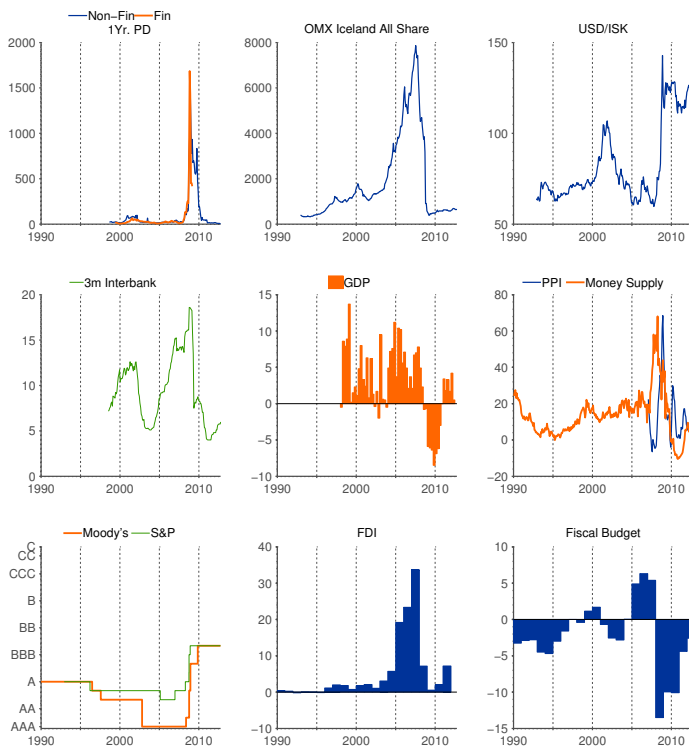 Non−Fin Fin
1Yr. PD
2000
1500
1000
500
0
1990 2000 2010
OMX Iceland All Share
8000
6000
4000
2000
0
1990 2000 2010
USD/ISK
150
100
50
1990 2000 2010
3m Interbank
20
15
10
5
0
1990 2000 2010
GDP
15
10
5
0
−5
−10
1990 2000 2010
PPI Money Supply
80
60
40
20
0
−20
1990 2000 2010
Moody's S&P
C
CC
CCC
B
BB
BBB
A
AA
AAA
1990 2000 2010
FDI
40
30
20
10
0
−10
1990 2000 2010
Fiscal Budget
10
5
0
−5
−10
−15
1990 2000 2010